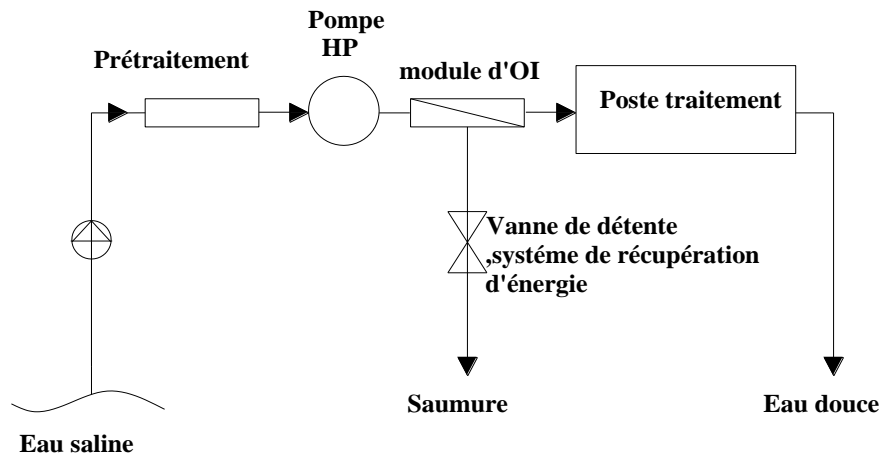 Pompe
HP
Prétraitement
module d'OI
Poste traitement
Vanne de détente
,systéme de récupération
d'énergie
Saumure
Eau douce
Eau saline